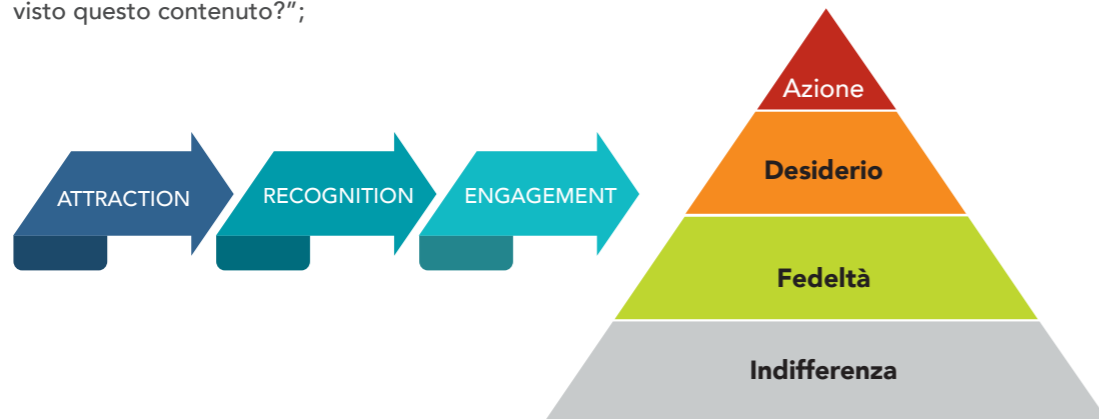 visto questo contenuto?”;
ATTRACTION
RECOGNITION
ENGAGEMENT
Azione
Desiderio
Fedeltà
Indifferenza